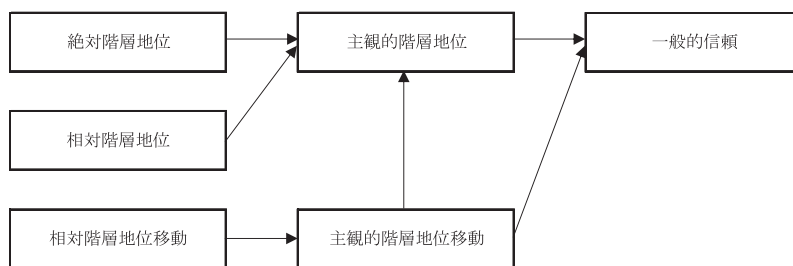 絶対階層地位
主観的階層地位
一般的信頼
相対階層地位
相対階層地位移動
主観的階層地位移動